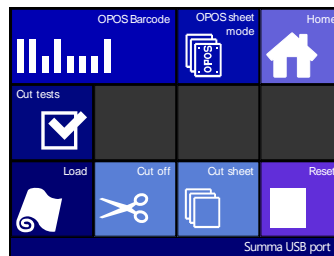 OPOS Barcode
OPOS sheet
mode
Home
OPOS
Cut tests
Load
Cut off
Cut sheet
Reset
Summa USB port